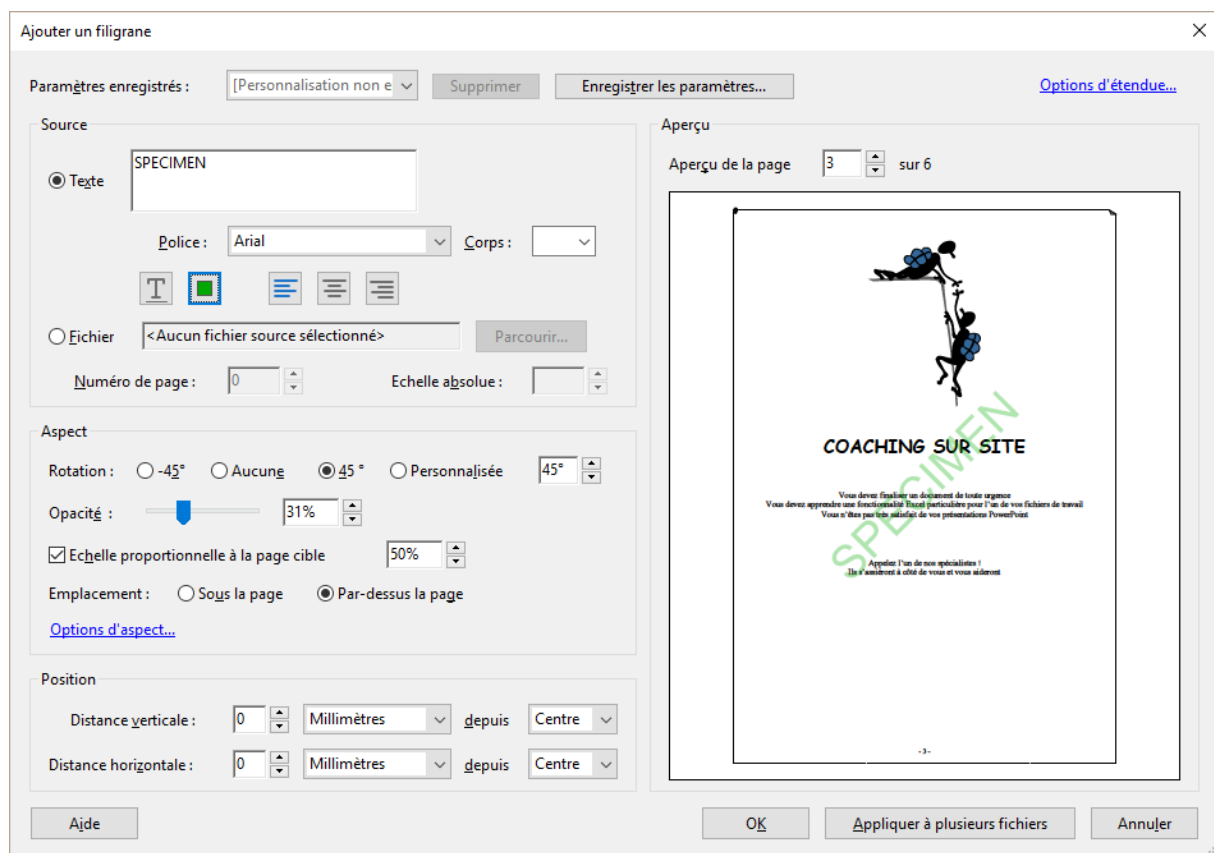 Ajouter un filigrane
Paramètres enregistrés : [Personnalisation non e Supprimer Enregistrer les paramètres... Options d'étendue...
Source
Texte SPECIMEN
Police : Arial Corps :
T
Fichier <Aucun fichier source sélectionné> Parcourir...
Numéro de page : 0 Echelle absolue :
Aspect
Rotation : -45° Aucune 45 ° Personnalisée 45°
Opacité : 31%
Echelle proportionnelle à la page cible 50%
Emplacement : Sous la page Par-dessus la page
Options d'aspect...
Position
Distance verticale : 0 Millimètres depuis Centre
Distance horizontale : 0 Millimètres depuis Centre
Aperçu
Aperçu de la page 3 sur 6
COACHING SUR SITE
SPECIMEN
Vous devez finaliser un document de toute urgence
Vous devez apprendre une fonctionnalité Excel particulière pour l'un de vos fichiers de travail
Vous n'êtes pas très satisfait de vos présentations PowerPoint
Appelez l'un de nos spécialistes !
Ils s'assiéront à côté de vous et vous aideront
- 3 -
Aide OK Appliquer à plusieurs fichiers Annuler